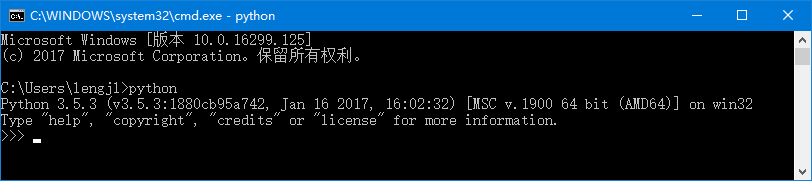 C:\WINDOWS\system32\cmd.exe - python
Microsoft Windows [版本 10.0.16299.125]
(c) 2017 Microsoft Corporation。保留所有权利。
C:\Users\lengjl>python
Python 3.5.3 (v3.5.3:1880cb95a742, Jan 16 2017, 16:02:32) [MSC v.1900 64 bit (AMD64)] on win32
Type "help", "copyright", "credits" or "license" for more information.
>>>